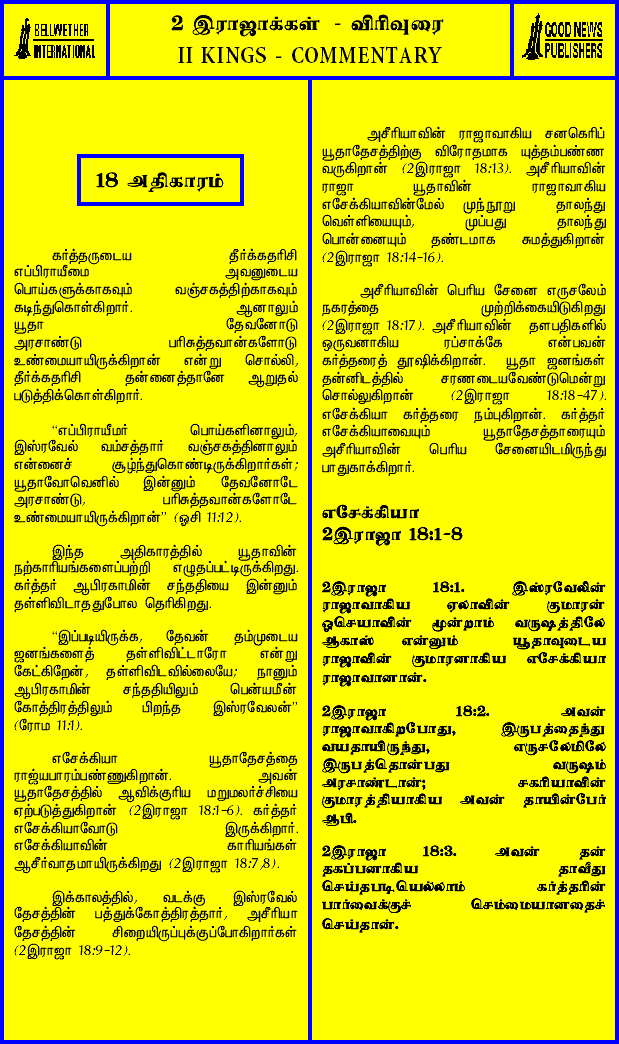 BELLWETHER
INTERNATIONAL
2 இராஜாக்கள் - விரிவுரை
II KINGS - COMMENTARY
GOOD NEWS
PUBLISHERS
18 அதிகாரம்
கர்த்தருடைய தீர்க்கதரிசி
எப்பிராயீமை அவனுடைய
பொய்களுக்காகவும் வஞ்சகத்திற்காகவும்
கடிந்துகொள்கிறார். ஆனாலும்
யூதா தேவனோடு
அரசாண்டு பரிசுத்தவான்களோடு
உண்மையாயிருக்கிறான் என்று சொல்லி,
தீர்க்கதரிசி தன்னைத்தானே ஆறுதல்
படுத்திக்கொள்கிறார்.
“எப்பிராயீமர் பொய்களினாலும்,
இஸ்ரவேல் வம்சத்தார் வஞ்சகத்தினாலும்
என்னைச் சூழ்ந்துகொண்டிருக்கிறார்கள்;
யூதாவோவெனில் இன்னும் தேவனோடே
அரசாண்டு, பரிசுத்தவான்களோடே
உண்மையாயிருக்கிறான்” (ஓசி 11:12).
இந்த அதிகாரத்தில் யூதாவின்
நற்காரியங்களைப்பற்றி எழுதப்பட்டிருக்கிறது.
கர்த்தர் ஆபிரகாமின் சந்ததியை இன்னும்
தள்ளிவிடாததுபோல தெரிகிறது.
“இப்படியிருக்க, தேவன் தம்முடைய
ஜனங்களைத் தள்ளிவிட்டாரோ என்று
கேட்கிறேன், தள்ளிவிடவில்லையே; நானும்
ஆபிரகாமின் சந்ததியிலும் பென்யமீன்
கோத்திரத்திலும் பிறந்த இஸ்ரவேலன்”
(ரோம 11:1).
எசேக்கியா யூதாதேசத்தை
ராஜ்யபாரம்பண்ணுகிறான். அவன்
யூதாதேசத்தில் ஆவிக்குரிய மறுமலர்ச்சியை
ஏற்படுத்துகிறான் (2இராஜா 18:1-6). கர்த்தர்
எசேக்கியாவோடு இருக்கிறார்.
எசேக்கியாவின் காரியங்கள்
ஆசீர்வாதமாயிருக்கிறது (2இராஜா 18:7,8).
இக்காலத்தில், வடக்கு இஸ்ரவேல்
தேசத்தின் பத்துக்கோத்திரத்தார், அசீரியா
தேசத்தின் சிறையிருப்புக்குப்போகிறார்கள்
(2இராஜா 18:9-12).
அசீரியாவின் ராஜாவாகிய சனகெரிப்
யூதாதேசத்திற்கு விரோதமாக யுத்தம்பண்ண
வருகிறான் (2இராஜா 18:13). அசீரியாவின்
ராஜா யூதாவின் ராஜாவாகிய
எசேக்கியாவின்மேல் முந்நூறு தாலந்து
வெள்ளியையும், முப்பது தாலந்து
பொன்னையும் தண்டமாக சுமத்துகிறான்
(2இராஜா 18:14-16).
அசீரியாவின் பெரிய சேனை எருசலேம்
நகரத்தை முற்றிக்கையிடுகிறது
(2இராஜா 18:17). அசீரியாவின் தளபதிகளில்
ஒருவனாகிய ரப்சாக்கே என்பவன்
கர்த்தரைத் தூஷிக்கிறான். யூதா ஜனங்கள்
தன்னிடத்தில் சரணடையவேண்டுமென்று
சொல்லுகிறான் (2இராஜா 18:18-47).
எசேக்கியா கர்த்தரை நம்புகிறான். கர்த்தர்
எசேக்கியாவையும் யூதாதேசத்தாரையும்
அசீரியாவின் பெரிய சேனையிடமிருந்து
பாதுகாக்கிறார்.
எசேக்கியா
2இராஜா 18:1-8
2இராஜா 18:1. இஸ்ரவேலின்
ராஜாவாகிய ஏலாவின் குமாரன்
ஓசெயாவின் மூன்றாம் வருஷத்திலே
ஆகாஸ் என்னும் யூதாவுடைய
ராஜாவின் குமாரனாகிய எசேக்கியா
ராஜாவானான்.
2இராஜா 18:2. அவன்
ராஜாவாகிறபோது, இருபத்தைந்து
வயதாயிருந்து, எருசலேமிலே
இருபத்தொன்பது வருஷம்
அரசாண்டான்; சகரியாவின்
குமாரத்தியாகிய அவன் தாயின்பேர்
ஆபி.
2இராஜா 18:3. அவன் தன்
தகப்பனாகிய தாவீது
செய்தபடியெல்லாம் கர்த்தரின்
பார்வைக்குச் செம்மையானதைச்
செய்தான்.